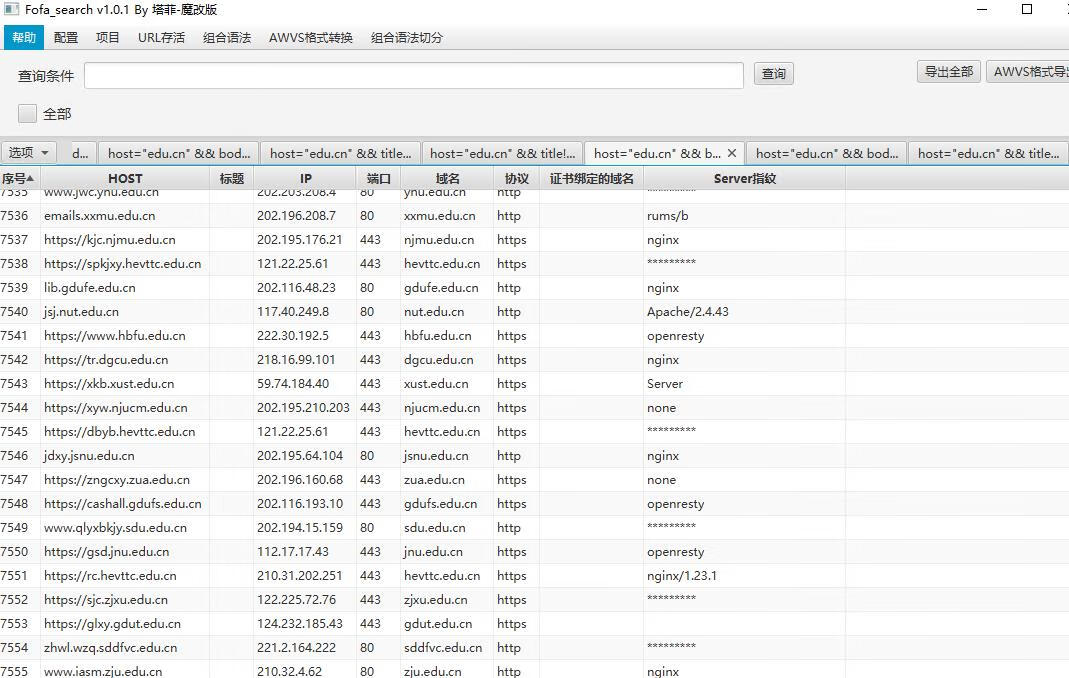 Fofa_search v1.0.1 By 塔菲-魔改版
帮助 配置 项目 URL存活 组合语法 AWVS格式转换 组合语法切分
查询条件 查询 导出全部 AWVS格式导出
全部
选项 d... host="edu.cn" && bod... host="edu.cn" && title... host="edu.cn" && title!... host="edu.cn" && b... host="edu.cn" && bod... host="edu.cn" && title...
序号 HOST 标题 IP 端口 域名 协议 证书绑定的域名 Server指纹
7535 www.jwc.ynu.edu.cn 202.203.208.4 80 ynu.edu.cn http *********
7536 emails.xxmu.edu.cn 202.196.208.7 80 xxmu.edu.cn http rums/b
7537 https://kjc.njmu.edu.cn 202.195.176.21 443 njmu.edu.cn https nginx
7538 https://spkjxy.hevttc.edu.cn 121.22.25.61 443 hevttc.edu.cn https *********
7539 lib.gdufe.edu.cn 202.116.48.23 80 gdufe.edu.cn http nginx
7540 jsj.nut.edu.cn 117.40.249.8 80 nut.edu.cn http Apache/2.4.43
7541 https://www.hbfu.edu.cn 222.30.192.5 443 hbfu.edu.cn https openresty
7542 https://tr.dgcu.edu.cn 218.16.99.101 443 dgcu.edu.cn https nginx
7543 https://xkb.xust.edu.cn 59.74.184.40 443 xust.edu.cn https Server
7544 https://xyw.njucm.edu.cn 202.195.210.203 443 njucm.edu.cn https none
7545 https://dbyb.hevttc.edu.cn 121.22.25.61 443 hevttc.edu.cn https *********
7546 jdxy.jsnu.edu.cn 202.195.64.104 80 jsnu.edu.cn http nginx
7547 https://zngcxy.zua.edu.cn 202.196.160.68 443 zua.edu.cn https none
7548 https://cashall.gdufs.edu.cn 202.116.193.10 443 gdufs.edu.cn https openresty
7549 www.qlyxbkjy.sdu.edu.cn 202.194.15.159 80 sdu.edu.cn http *********
7550 https://gsd.jnu.edu.cn 112.17.17.43 443 jnu.edu.cn https openresty
7551 https://rc.hevttc.edu.cn 210.31.202.251 443 hevttc.edu.cn https nginx/1.23.1
7552 https://sjc.zjxu.edu.cn 122.225.72.76 443 zjxu.edu.cn https *********
7553 https://glxy.gdut.edu.cn 124.232.185.43 443 gdut.edu.cn https
7554 zhwl.wzq.sddfvc.edu.cn 221.2.164.222 80 sddfvc.edu.cn http *********
7555 www.iasm.zju.edu.cn 210.32.4.62 80 zju.edu.cn http nginx